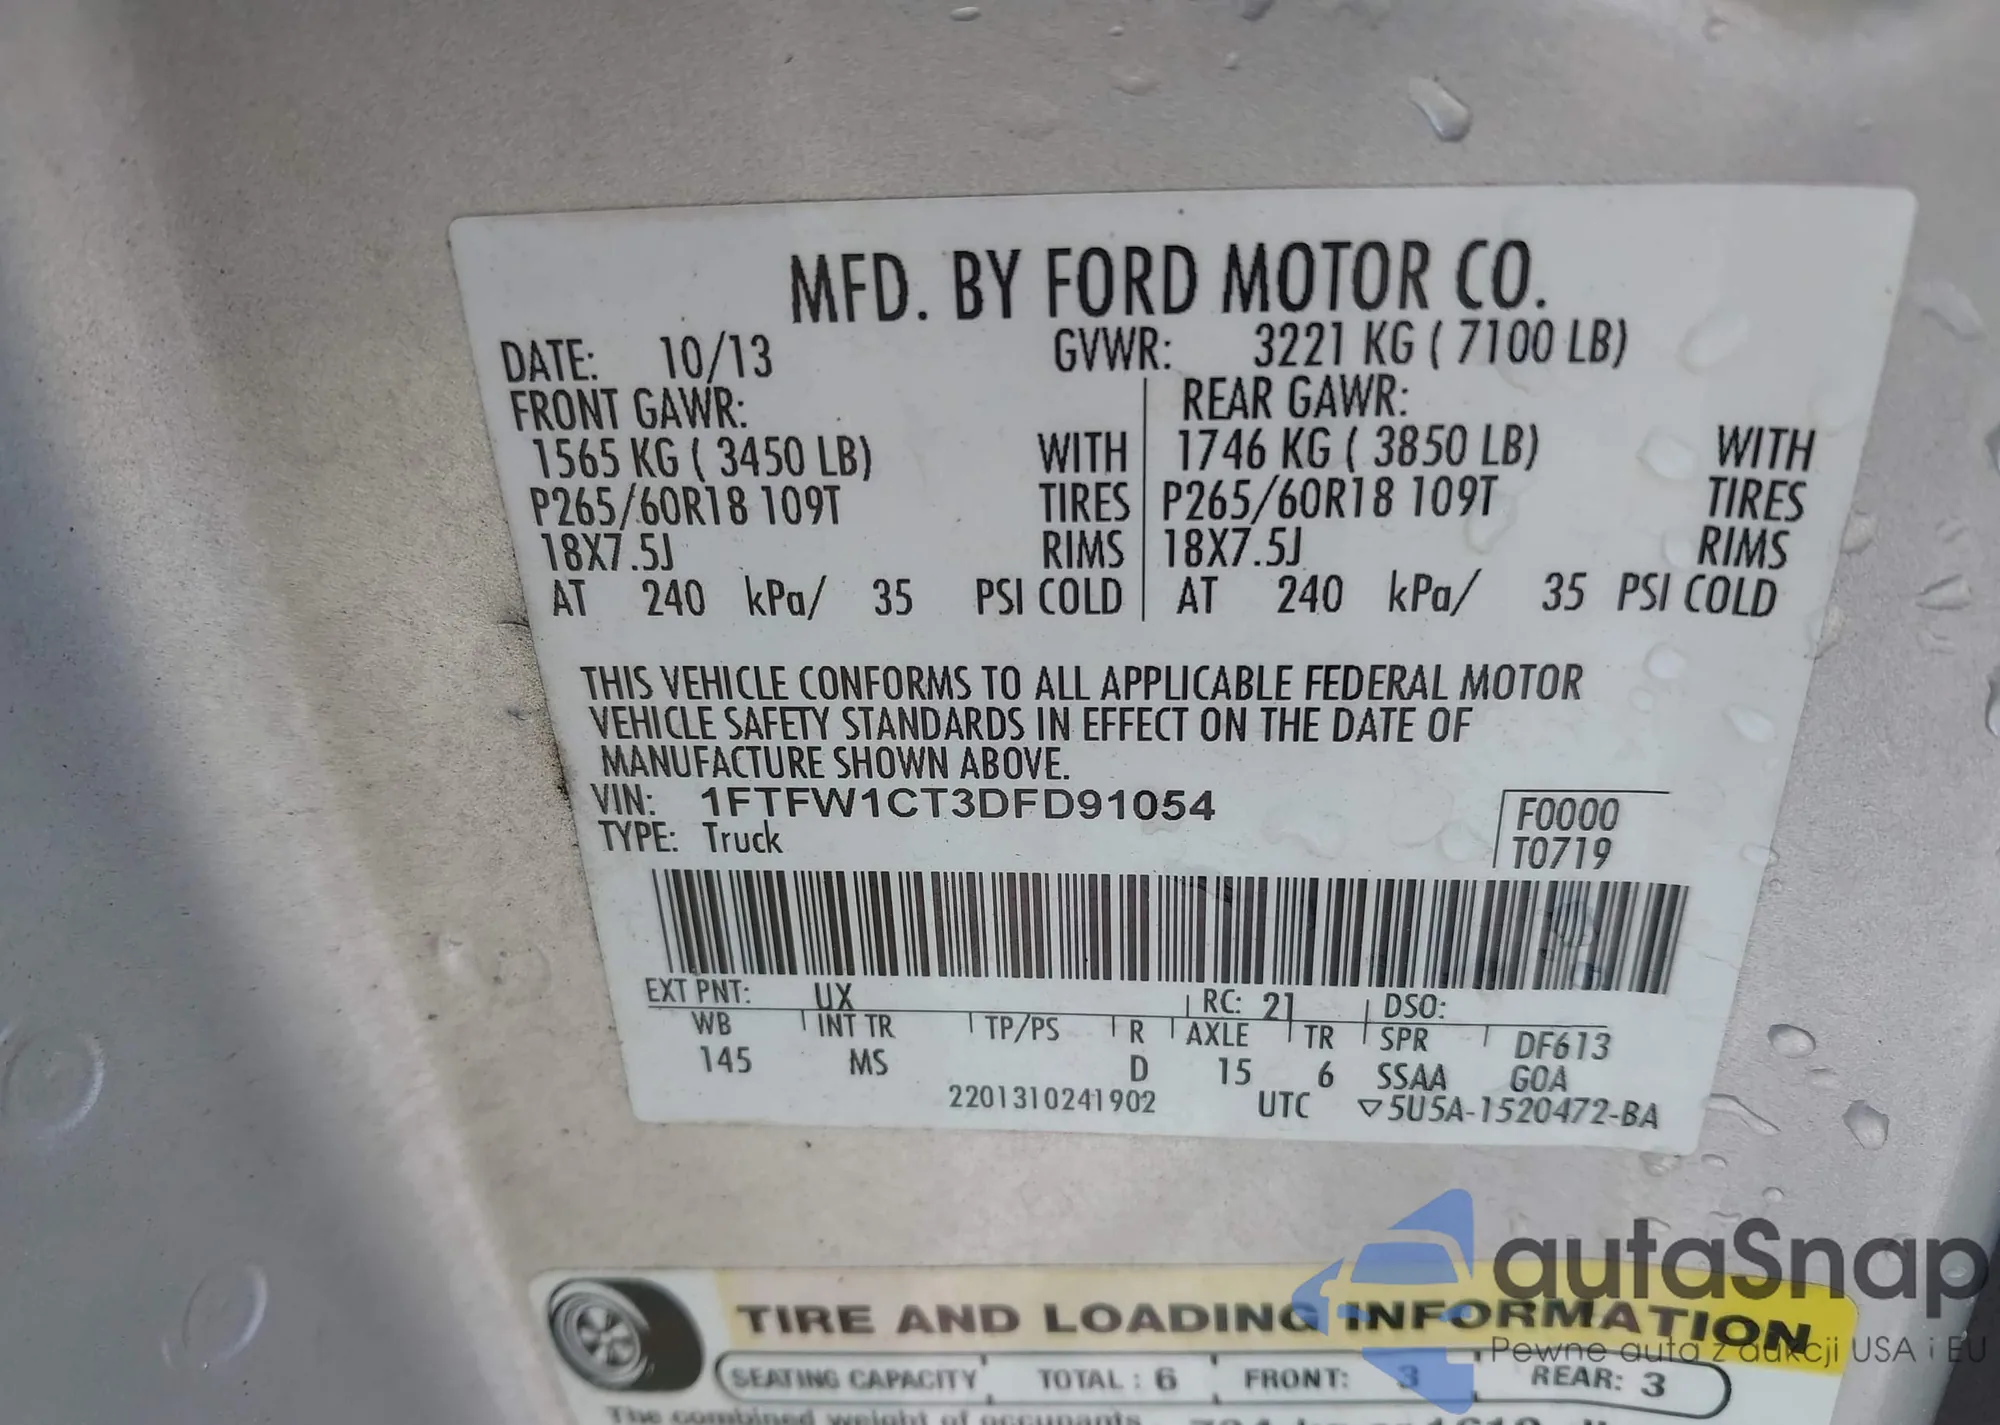 MFD. BY FORD MOTOR CO.
DATE: 10/13 GVWR: 3221 KG ( 7100 LB)
FRONT GAWR: REAR GAWR:
1565 KG ( 3450 LB) WITH 1746 KG ( 3850 LB) WITH
P265/60R18 109T TIRES P265/60R18 109T TIRES
18X7.5J RIMS 18X7.5J RIMS
AT 240 kPa/ 35 PSI COLD AT 240 kPa/ 35 PSI COLD
THIS VEHICLE CONFORMS TO ALL APPLICABLE FEDERAL MOTOR
VEHICLE SAFETY STANDARDS IN EFFECT ON THE DATE OF
MANUFACTURE SHOWN ABOVE.
VIN: 1FTFW1CT3DFD91054 F0000
TYPE: Truck T0719
EXT PNT: UX RC: 21 DSO:
WB INT TR TP/PS R AXLE TR SPR DF613
145 MS D 15 6 SSAA G0A
2201310241902 UTC ▽5U5A-1520472-BA
TIRE AND LOADING INFORMATION
SEATING CAPACITY TOTAL : 6 FRONT: 3 REAR: 3
The combined weight of occupants
autaSnap
Pewne auta z aukcji USA i EU